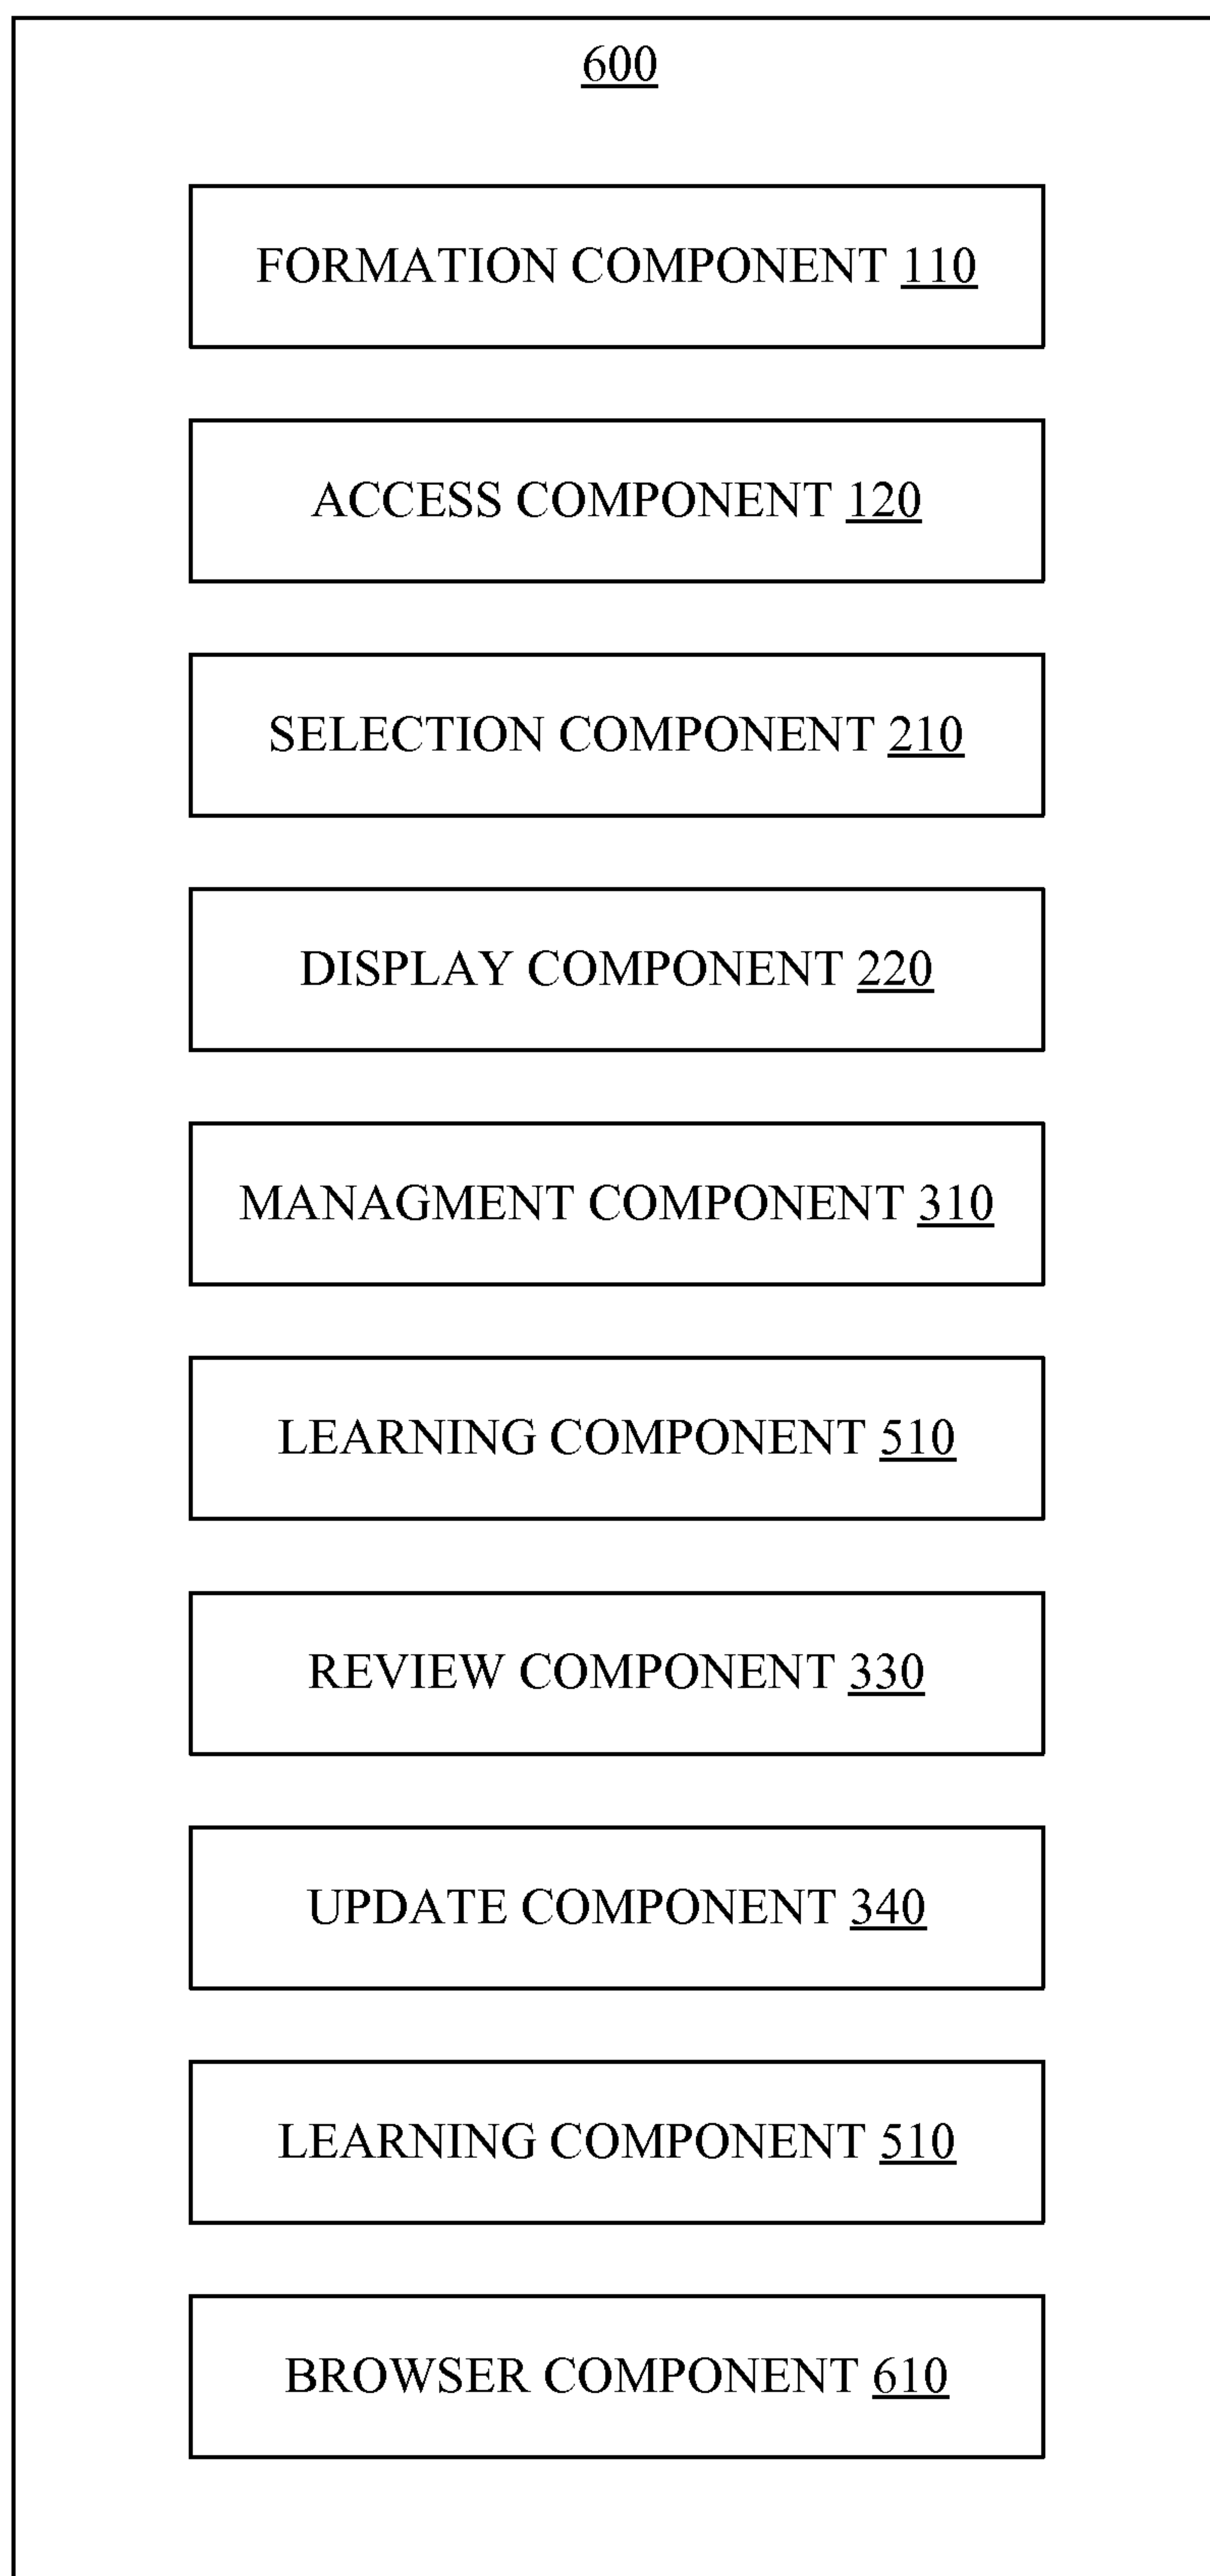 600
FORMATION COMPONENT 110
ACCESS COMPONENT 120
SELECTION COMPONENT 210
DISPLAY COMPONENT 220
MANAGMENT COMPONENT 310
LEARNING COMPONENT 510
REVIEW COMPONENT 330
UPDATE COMPONENT 340
LEARNING COMPONENT 510
BROWSER COMPONENT 610